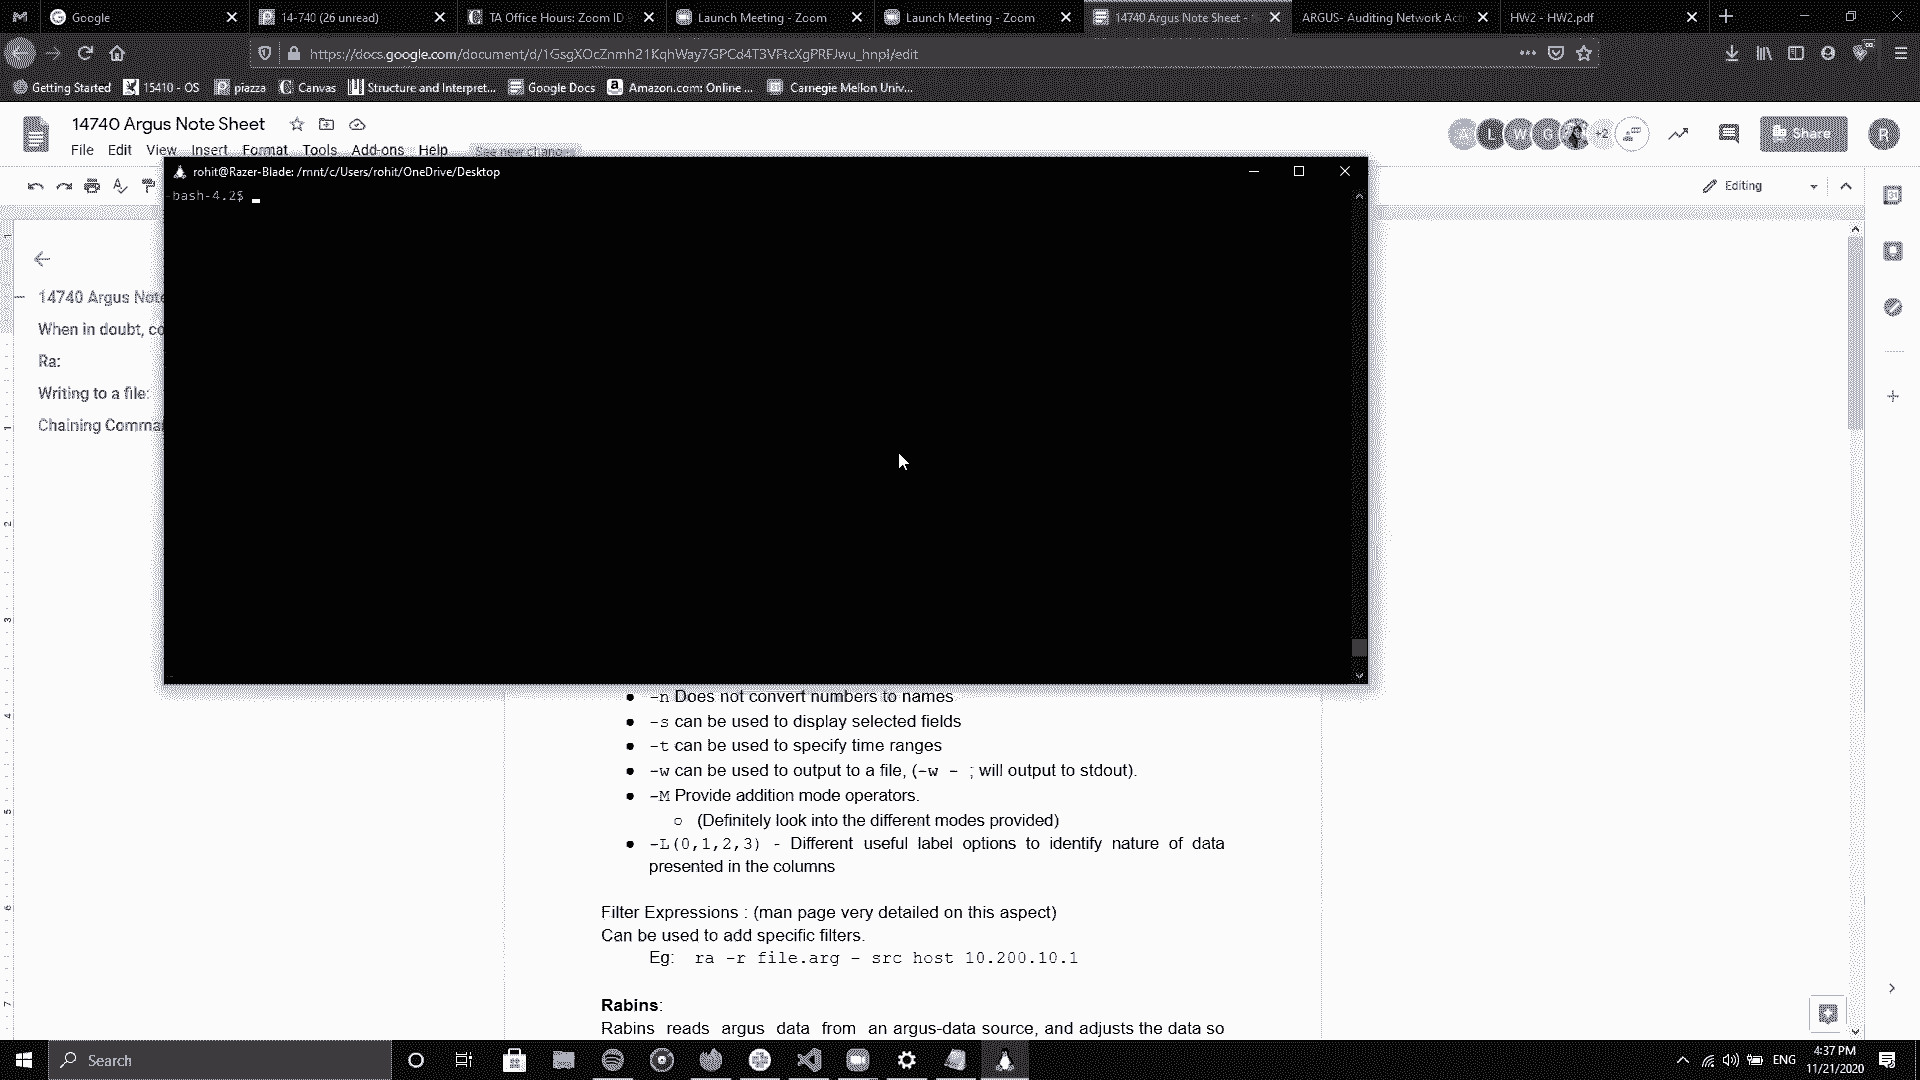 Google
14-740 (26 unread)
TA Office Hours: Zoom ID
Launch Meeting - Zoom
Launch Meeting - Zoom
14740 Argus Note Sheet -
ARGUS- Auditing Network Act
HW2 - HW2.pdf
Getting Started
15410 - OS
piazza
Canvas
Structure and Interpret...
Google Docs
Amazon.com: Online ...
Carnegie Mellon Univ...
14740 Argus Note Sheet
+2
Share
R
File Edit View Insert Format Tools Add-ons Help
Editing
rohit@Razer-Blade: /mnt/c/Users/rohit/OneDrive/Desktop
-bash-4.2$
14740 Argus Note
When in doubt, co
Ra:
Writing to a file:
Chaining Comma
-n Does not convert numbers to names
-s can be used to display selected fields
-t can be used to specify time ranges
-w can be used to output to a file, (-w - ; will output to stdout).
-M Provide addition mode operators.
(Definitely look into the different modes provided)
-L(0,1,2,3) - Different useful label options to identify nature of data
presented in the columns
Filter Expressions : (man page very detailed on this aspect)
Can be used to add specific filters.
Eg: ra -r file.arg - src host 10.200.10.1
Rabins:
Rabins reads argus data from an argus-data source, and adjusts the data so
Search
ENG
4:37 PM
11/21/2020